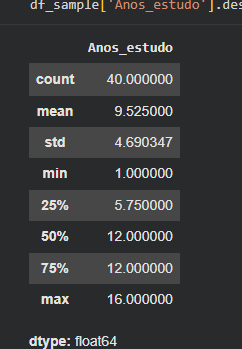 df_sample['Anos_estudo'].des
Anos_estudo
count 40.000000
mean 9.525000
std 4.690347
min 1.000000
25% 5.750000
50% 12.000000
75% 12.000000
max 16.000000
dtype: float64